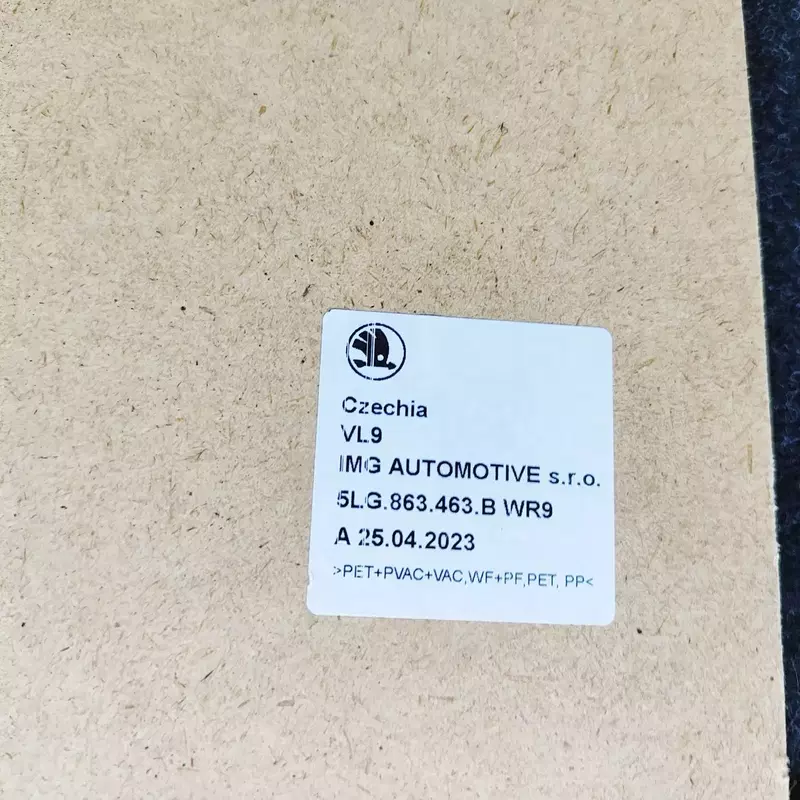 Czechia
VL9
IMG AUTOMOTIVE s.r.o.
5LG.863.463.B WR9
A 25.04.2023
>PET+PVAC+VAC,WF+PF,PET, PP<